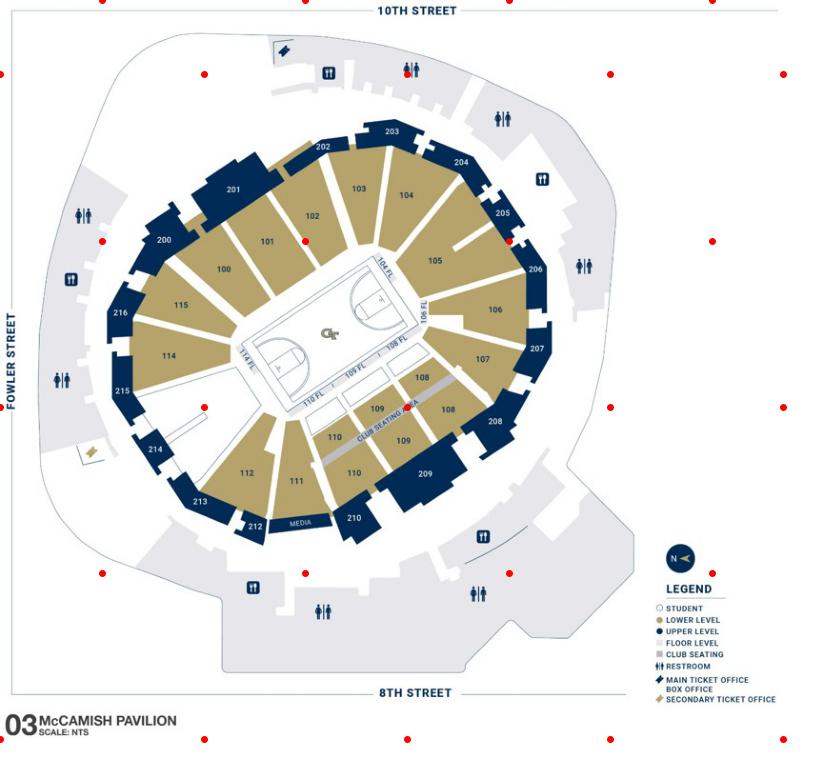 10TH STREET
203
202
204
201
103
104
205
102
200
101
105
104 FL
100
206
115
106 FL
106
216
GT
114
114 FL
108 FL
107
207
109 FL
215
110 FL
108
109
108
CLUB SEATING AREA
208
110
109
214
112
111
110
209
213
212
MEDIA
210
FOWLER STREET
N
LEGEND
STUDENT
LOWER LEVEL
UPPER LEVEL
FLOOR LEVEL
CLUB SEATING
RESTROOM
MAIN TICKET OFFICE
BOX OFFICE
SECONDARY TICKET OFFICE
8TH STREET
03 McCAMISH PAVILION
SCALE: NTS